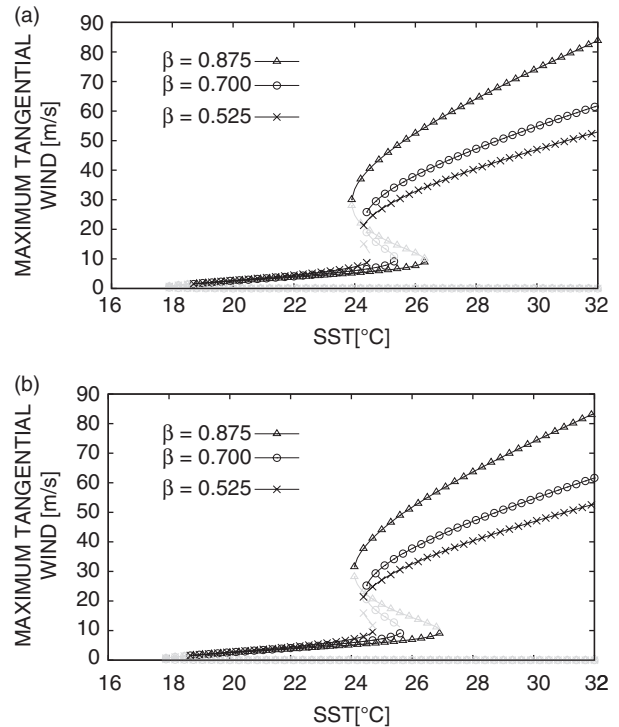 (a)
90
80
70
60
50
40
30
20
10
0
MAXIMUM TANGENTIAL
WIND [m/s]
β = 0.875
β = 0.700
β = 0.525
16 18 20 22 24 26 28 30 32
SST[°C]
(b)
90
80
70
60
50
40
30
20
10
0
MAXIMUM TANGENTIAL
WIND [m/s]
β = 0.875
β = 0.700
β = 0.525
16 18 20 22 24 26 28 30 32
SST[°C]